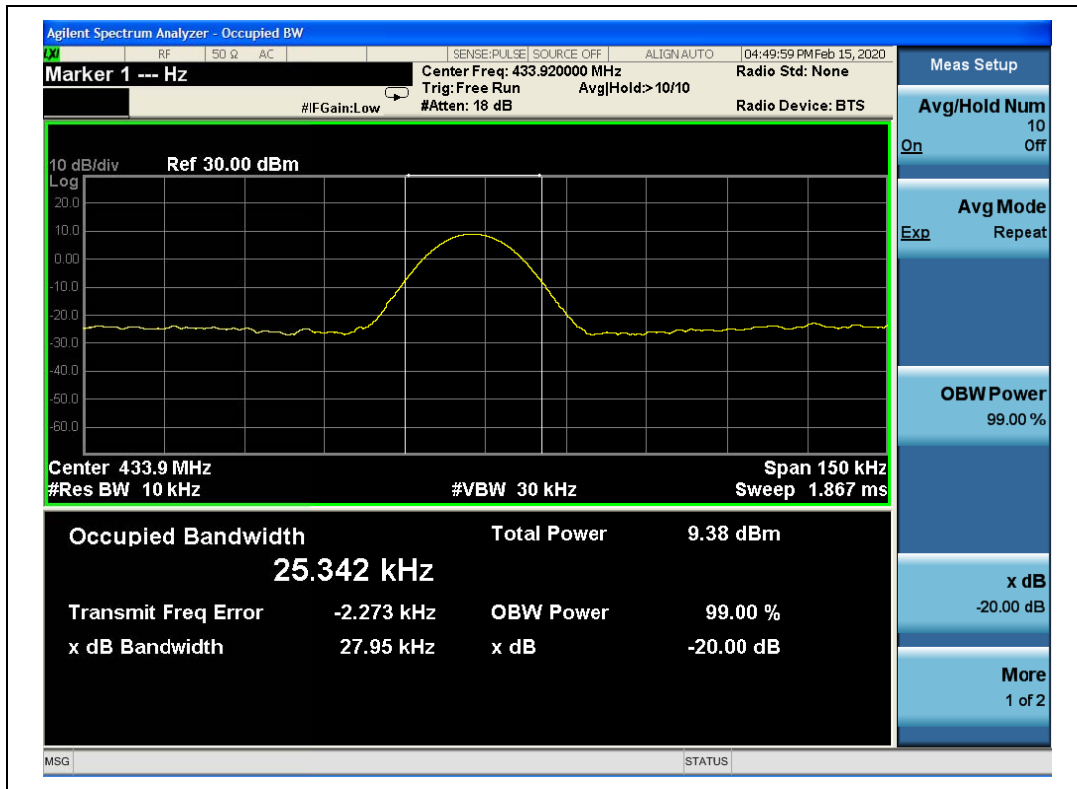 Agilent Spectrum Analyzer - Occupied BW
LXI RF 50 Ω AC SENSE:PULSE SOURCE OFF ALIGN AUTO 04:49:59 PM Feb 15, 2020
Marker 1 --- Hz
Center Freq: 433.920000 MHz
Radio Std: None
Trig: Free Run Avg|Hold:>10/10
#IFGain:Low #Atten: 18 dB Radio Device: BTS
10 dB/div Ref 30.00 dBm
Log
20.0
10.0
0.00
-10.0
-20.0
-30.0
-40.0
-50.0
-60.0
Center 433.9 MHz Span 150 kHz
#Res BW 10 kHz #VBW 30 kHz Sweep 1.867 ms
Occupied Bandwidth Total Power 9.38 dBm
25.342 kHz
Transmit Freq Error -2.273 kHz OBW Power 99.00 %
x dB Bandwidth 27.95 kHz x dB -20.00 dB
Meas Setup
Avg/Hold Num
10
On Off
Avg Mode
Exp Repeat
OBW Power
99.00 %
x dB
-20.00 dB
More
1 of 2
MSG STATUS